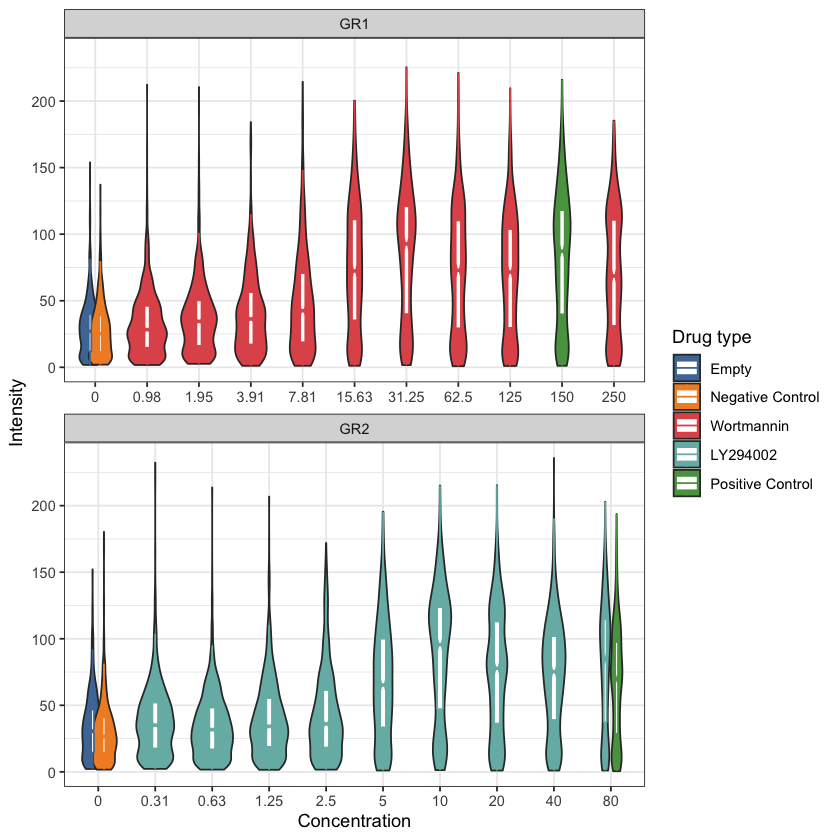 GR1
200
150
100
50
0
0 0.98 1.95 3.91 7.81 15.63 31.25 62.5 125 150 250
Intensity
GR2
200
150
100
50
0
0 0.31 0.63 1.25 2.5 5 10 20 40 80
Concentration
Drug type
Empty
Negative Control
Wortmannin
LY294002
Positive Control